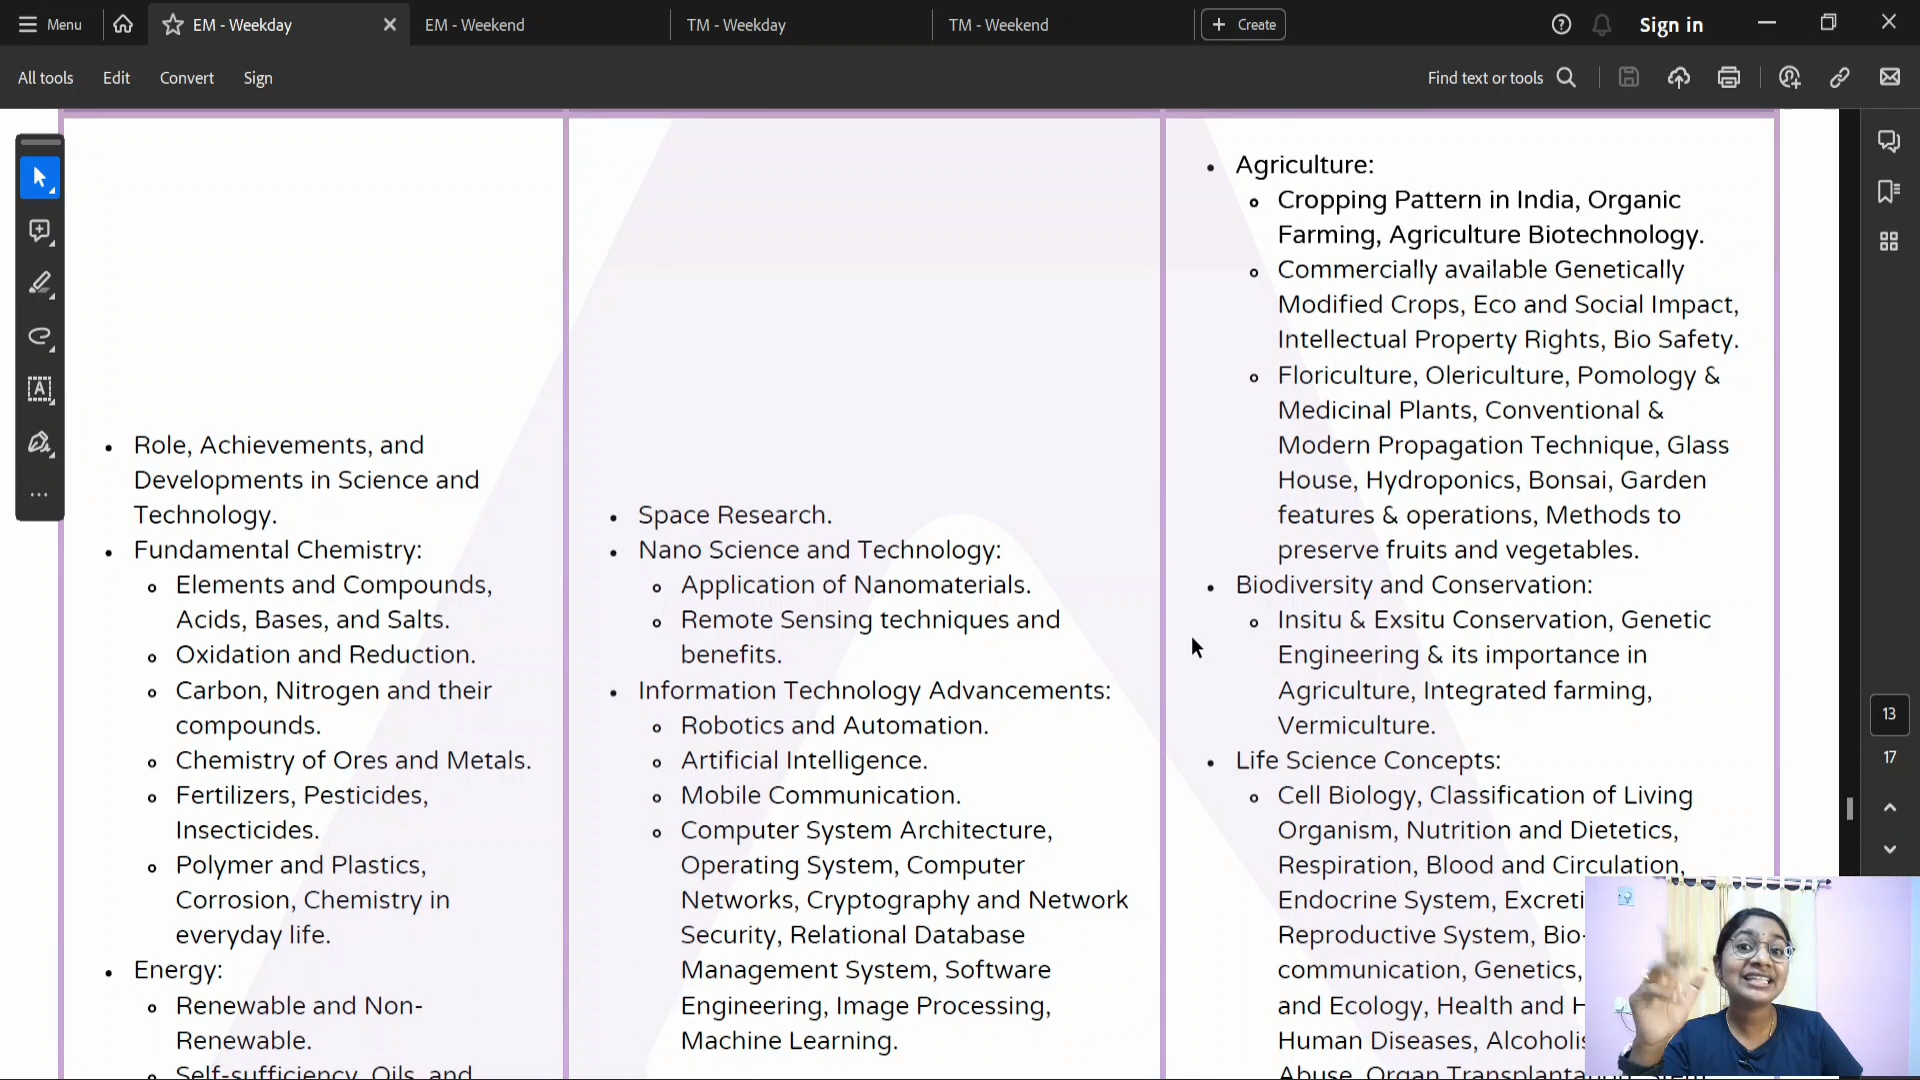 Menu
EM - Weekday
EM - Weekend
TM - Weekday
TM - Weekend
Create
Sign in
All tools
Edit
Convert
Sign
Find text or tools
• Role, Achievements, and
Developments in Science and
Technology.
• Fundamental Chemistry:
Elements and Compounds,
Acids, Bases, and Salts.
Oxidation and Reduction.
Carbon, Nitrogen and their
compounds.
Chemistry of Ores and Metals.
Fertilizers, Pesticides,
Insecticides.
Polymer and Plastics,
Corrosion, Chemistry in
everyday life.
• Energy:
Renewable and Non-
Renewable.
Self-sufficiency, Oils, and
• Space Research.
• Nano Science and Technology:
Application of Nanomaterials.
Remote Sensing techniques and
benefits.
• Information Technology Advancements:
Robotics and Automation.
Artificial Intelligence.
Mobile Communication.
Computer System Architecture,
Operating System, Computer
Networks, Cryptography and Network
Security, Relational Database
Management System, Software
Engineering, Image Processing,
Machine Learning.
• Agriculture:
Cropping Pattern in India, Organic
Farming, Agriculture Biotechnology.
Commercially available Genetically
Modified Crops, Eco and Social Impact,
Intellectual Property Rights, Bio Safety.
Floriculture, Olericulture, Pomology &
Medicinal Plants, Conventional &
Modern Propagation Technique, Glass
House, Hydroponics, Bonsai, Garden
features & operations, Methods to
preserve fruits and vegetables.
• Biodiversity and Conservation:
Insitu & Exsitu Conservation, Genetic
Engineering & its importance in
Agriculture, Integrated farming,
Vermiculture.
• Life Science Concepts:
Cell Biology, Classification of Living
Organism, Nutrition and Dietetics,
Respiration, Blood and Circulation,
Endocrine System,
Reproductive System,
communication, Genetics,
and Ecology, Health and
Human Diseases,
Abuse, Organ
13
17